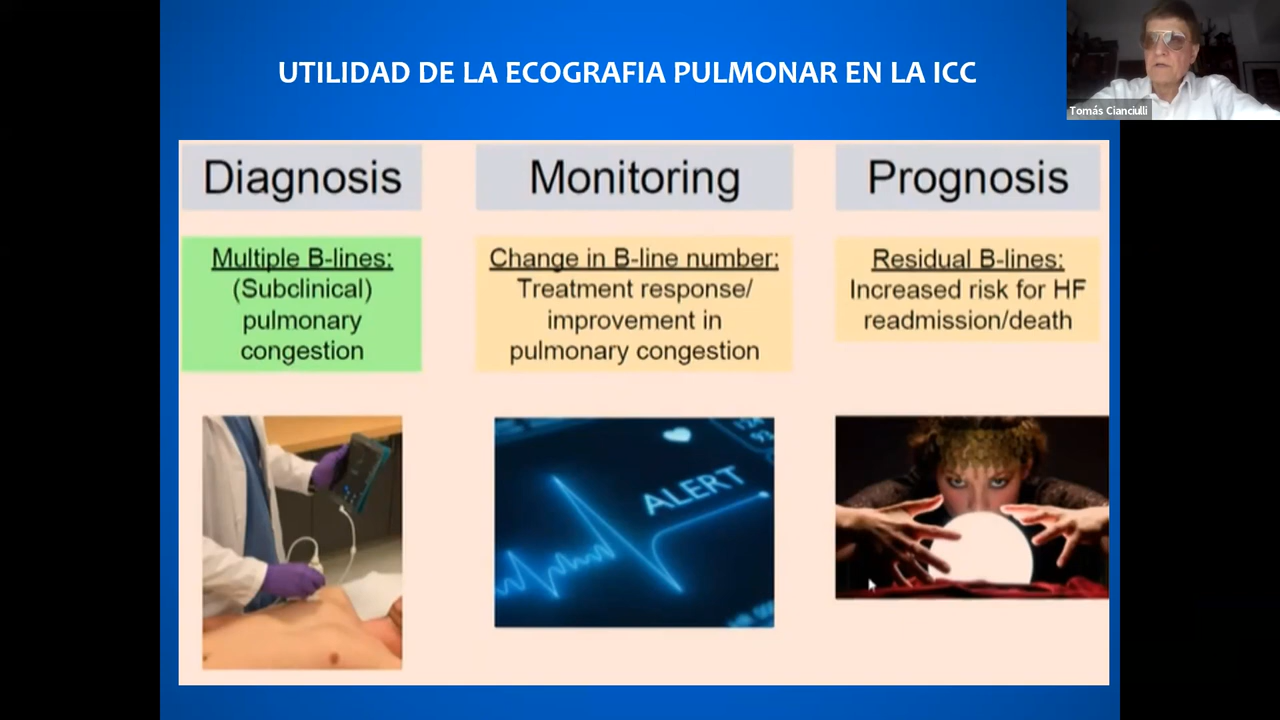 UTILIDAD DE LA ECOGRAFIA PULMONAR EN LA ICC
Tomás Cianciulli
Diagnosis
Multiple B-lines:
(Subclinical)
pulmonary
congestion
Monitoring
Change in B-line number:
Treatment response/
improvement in
pulmonary congestion
Prognosis
Residual B-lines:
Increased risk for HF
readmission/death
ALERT